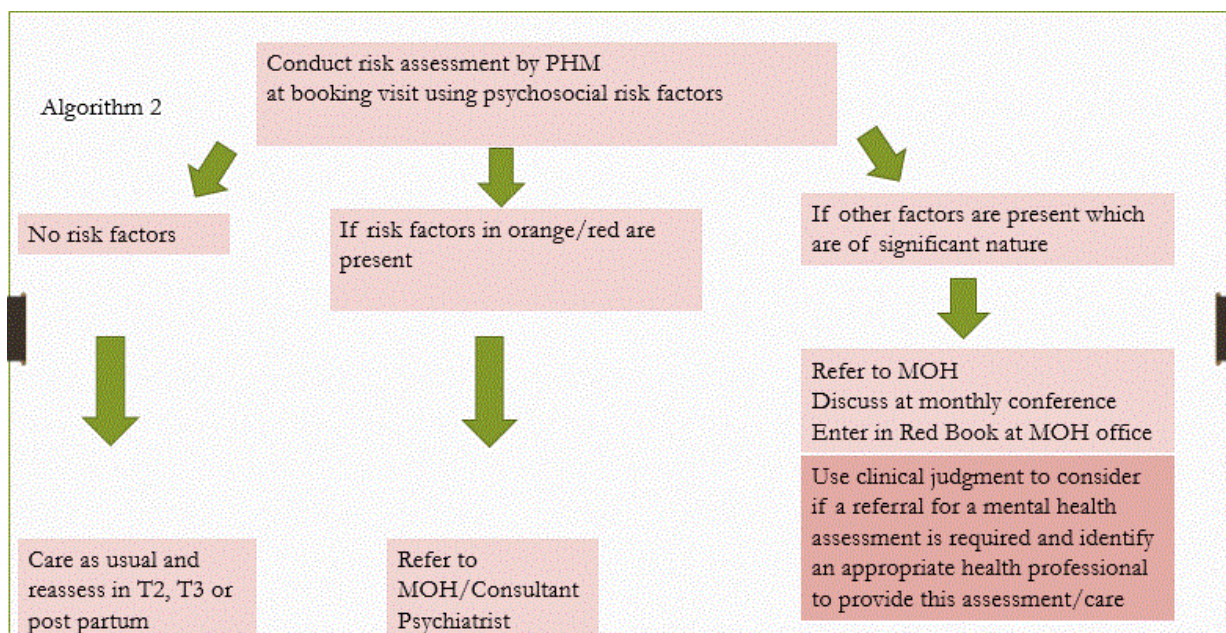 Conduct risk assessment by PHM
at booking visit using psychosocial risk factors
Algorithm 2
No risk factors
If risk factors in orange/red are
present
If other factors are present which
are of significant nature
Refer to MOH
Discuss at monthly conference
Enter in Red Book at MOH office
Use clinical judgment to consider
if a referral for a mental health
assessment is required and identify
an appropriate health professional
to provide this assessment/care
Care as usual and
reassess in T2, T3 or
post partum
Refer to
MOH/Consultant
Psychiatrist